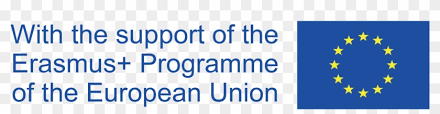 With the support of the
Erasmus+ Programme
of the European Union